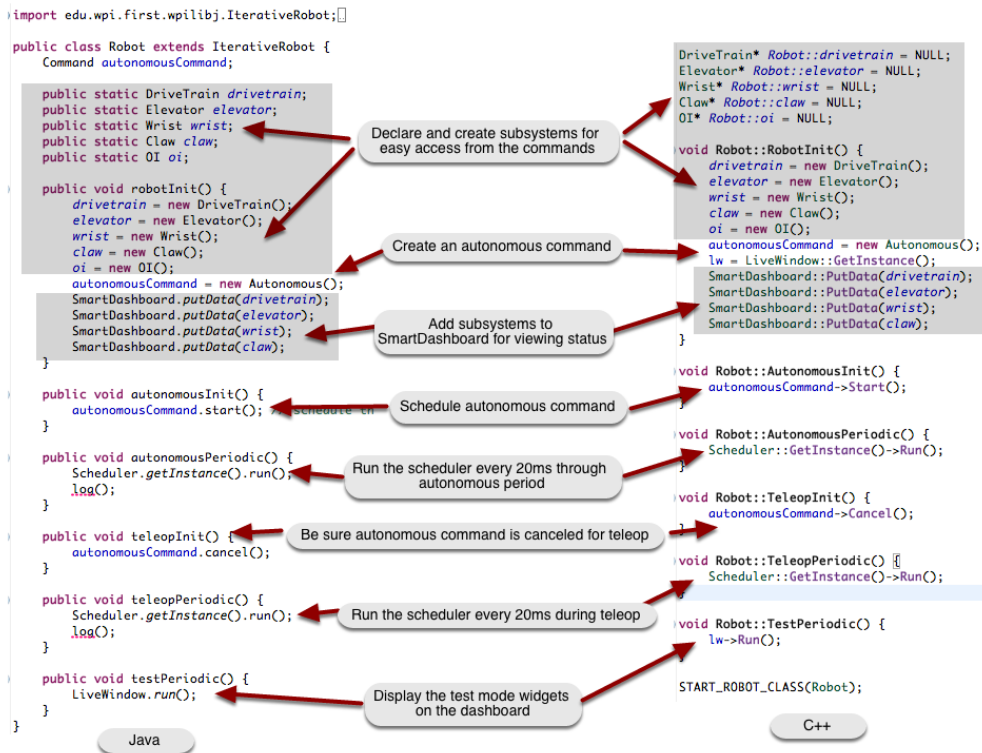 import edu.wpi.first.wpilibj.IterativeRobot;
public class Robot extends IterativeRobot {
Command autonomousCommand;
public static DriveTrain drivetrain;
public static Elevator elevator;
public static Wrist wrist;
public static Claw claw;
public static OI oi;
public void robotInit() {
drivetrain = new DriveTrain();
elevator = new Elevator();
wrist = new Wrist();
claw = new Claw();
oi = new OI();
autonomousCommand = new Autonomous();
SmartDashboard.putData(drivetrain);
SmartDashboard.putData(elevator);
SmartDashboard.putData(wrist);
SmartDashboard.putData(claw);
}
public void autonomousInit() {
autonomousCommand.start(); // schedule th
}
public void autonomousPeriodic() {
Scheduler.getInstance().run();
log();
}
public void teleopInit() {
autonomousCommand.cancel();
}
public void teleopPeriodic() {
Scheduler.getInstance().run();
log();
}
public void testPeriodic() {
LiveWindow.run();
}
}
Java
Declare and create subsystems for
easy access from the commands
Create an autonomous command
Add subsystems to
SmartDashboard for viewing status
Schedule autonomous command
Run the scheduler every 20ms through
autonomous period
Be sure autonomous command is canceled for teleop
Run the scheduler every 20ms during teleop
Display the test mode widgets
on the dashboard
DriveTrain* Robot::drivetrain = NULL;
Elevator* Robot::elevator = NULL;
Wrist* Robot::wrist = NULL;
Claw* Robot::claw = NULL;
OI* Robot::oi = NULL;
void Robot::RobotInit() {
drivetrain = new DriveTrain();
elevator = new Elevator();
wrist = new Wrist();
claw = new Claw();
oi = new OI();
autonomousCommand = new Autonomous();
lw = LiveWindow::GetInstance();
SmartDashboard::PutData(drivetrain);
SmartDashboard::PutData(elevator);
SmartDashboard::PutData(wrist);
SmartDashboard::PutData(claw);
}
void Robot::AutonomousInit() {
autonomousCommand->Start();
}
void Robot::AutonomousPeriodic() {
Scheduler::GetInstance()->Run();
}
void Robot::TeleopInit() {
autonomousCommand->Cancel();
}
void Robot::TeleopPeriodic() {
Scheduler::GetInstance()->Run();
}
void Robot::TestPeriodic() {
lw->Run();
}
START_ROBOT_CLASS(Robot);
C++